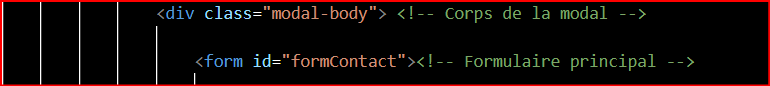 <div class="modal-body"> <!-- Corps de la modal -->
<form id="formContact"><!-- Formulaire principal -->